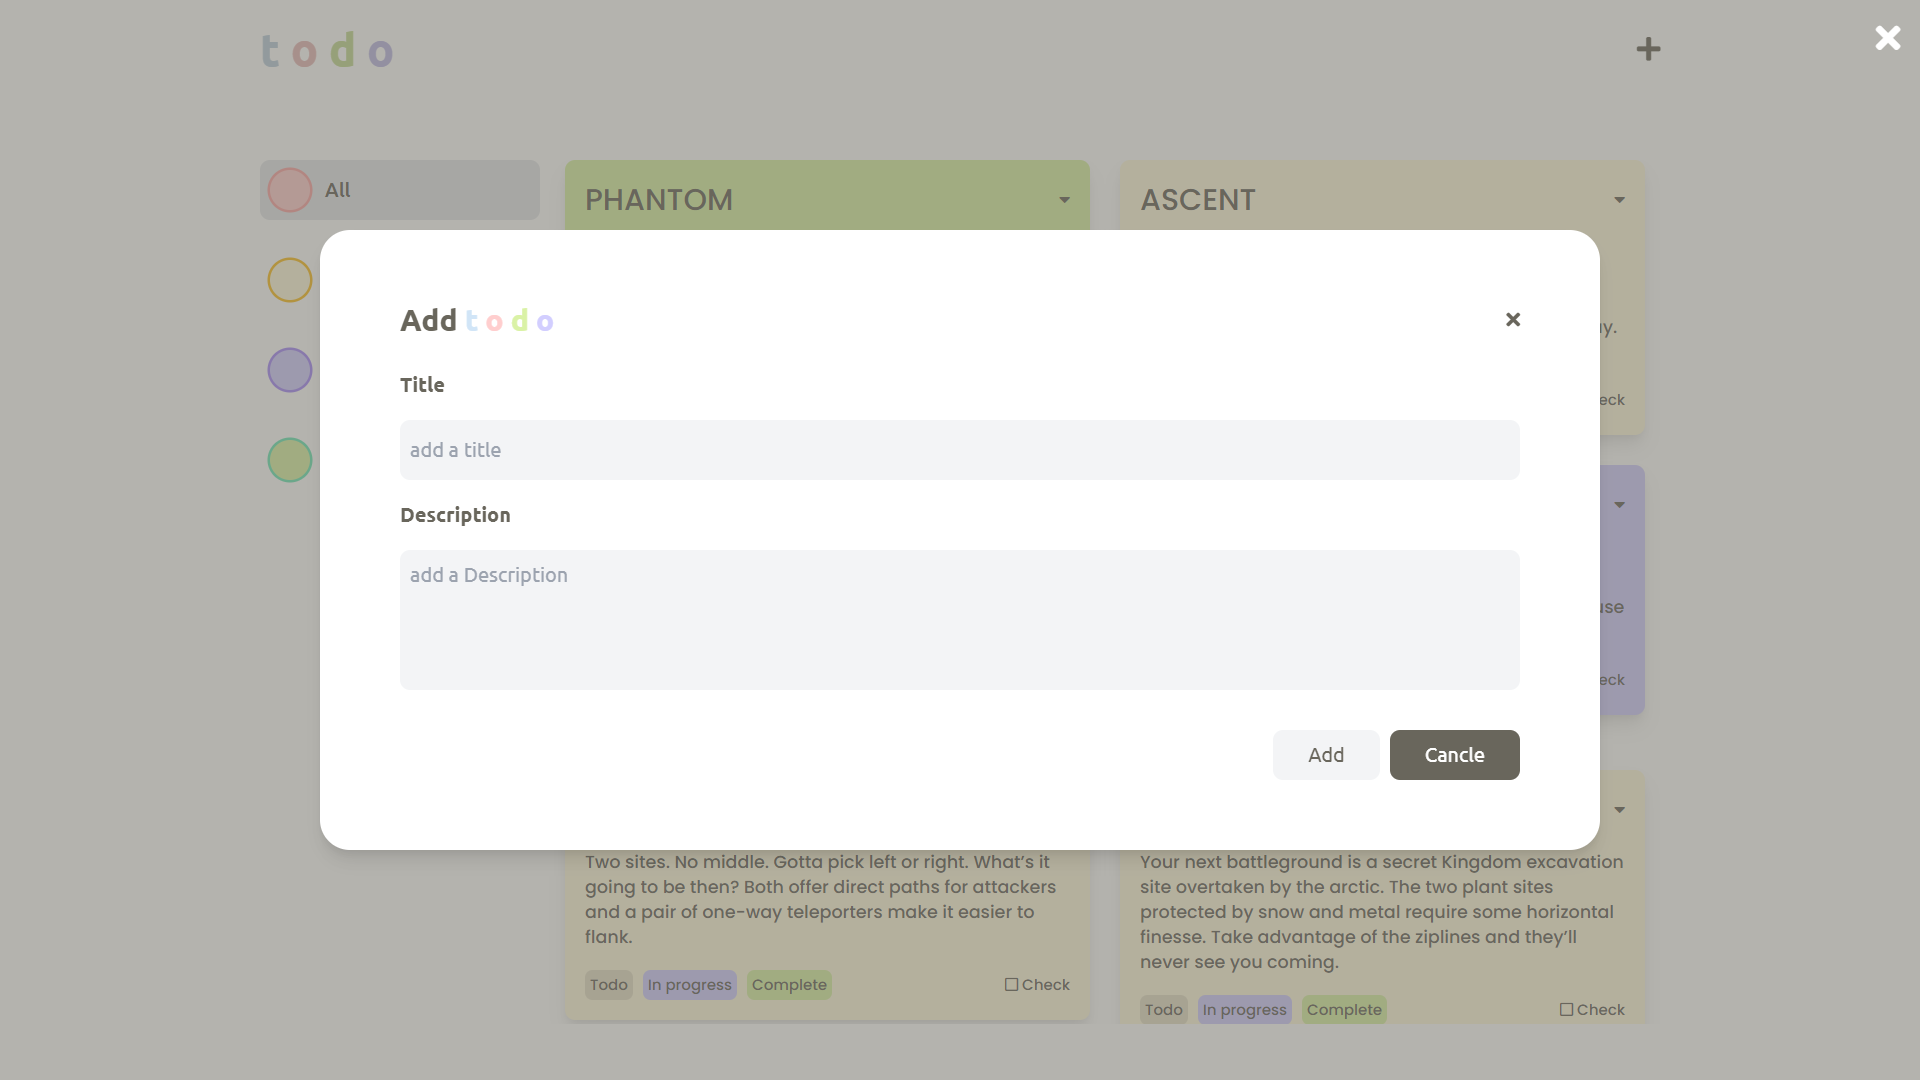 t o d o
All
PHANTOM
ASCENT
Add t o d o
Title
add a title
Description
add a Description
Add
Cancle
Two sites. No middle. Gotta pick left or right. What’s it
going to be then? Both offer direct paths for attackers
and a pair of one-way teleporters make it easier to
flank.
Todo In progress Complete Check
Your next battleground is a secret Kingdom excavation
site overtaken by the arctic. The two plant sites
protected by snow and metal require some horizontal
finesse. Take advantage of the ziplines and they’ll
never see you coming.
Todo In progress Complete Check